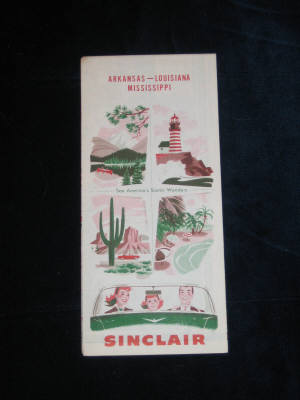 ARKANSAS — LOUISIANA
MISSISSIPPI
See America's Scenic Wonders
SINCLAIR